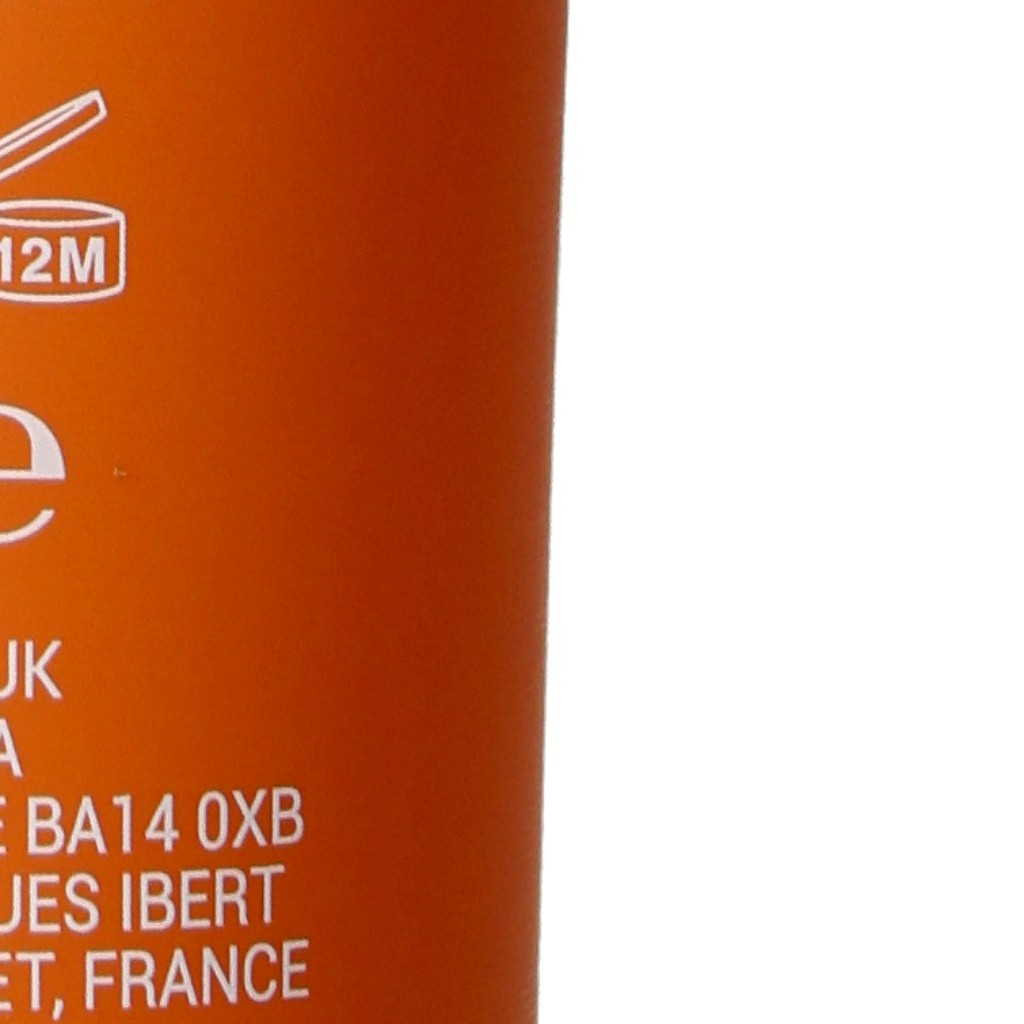 12M
e
UK
A
E BA14 0XB
UES IBERT
ET, FRANCE